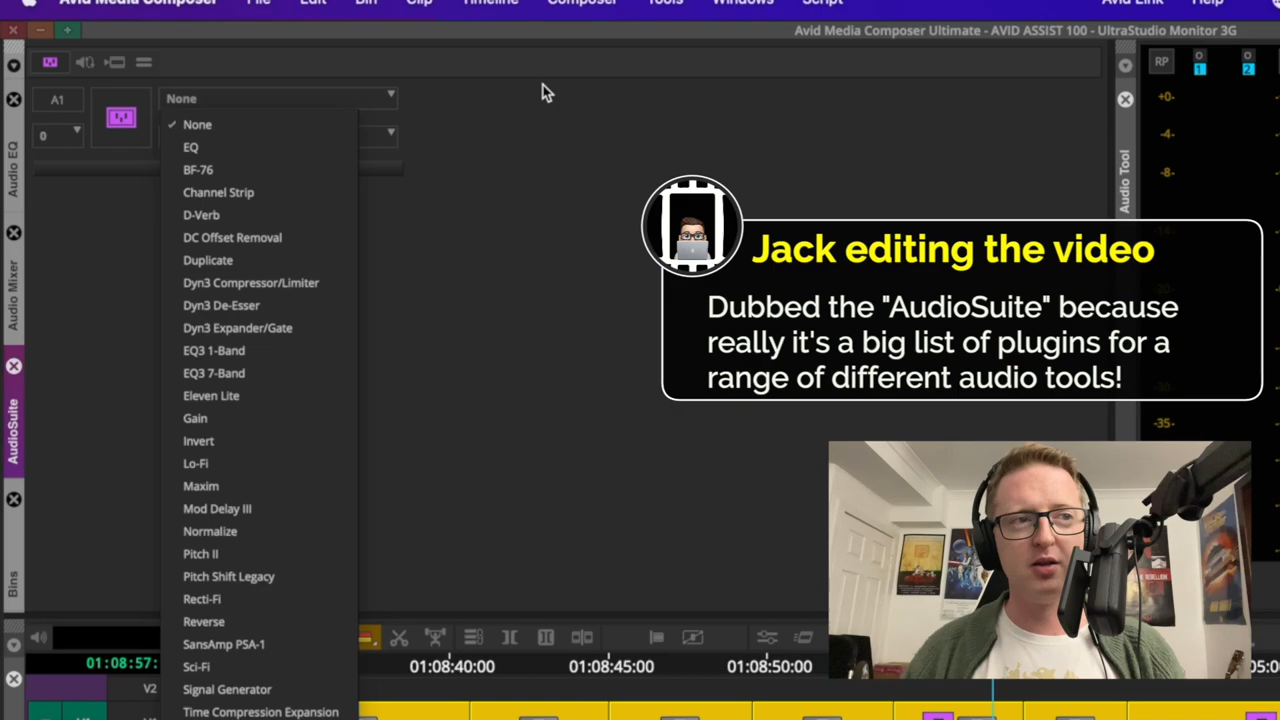 Avid Media Composer File Edit Bin Clip Timeline Composer Tools Windows Script Avid Link Help
Avid Media Composer Ultimate - AVID ASSIST 100 - UltraStudio Monitor 3G
RP
0 0
1 2
A1
None
0
None
EQ
BF-76
Channel Strip
D-Verb
DC Offset Removal
Duplicate
Dyn3 Compressor/Limiter
Dyn3 De-Esser
Dyn3 Expander/Gate
EQ3 1-Band
EQ3 7-Band
Eleven Lite
Gain
Invert
Lo-Fi
Maxim
Mod Delay III
Normalize
Pitch II
Pitch Shift Legacy
Recti-Fi
Reverse
SansAmp PSA-1
Sci-Fi
Signal Generator
Time Compression Expansion
Audio EQ
Audio Mixer
AudioSuite
Bins
Audio Tool
+0-
-4-
-8-
-35-
Jack editing the video
Dubbed the "AudioSuite" because
really it's a big list of plugins for a
range of different audio tools!
01:08:57:
01:08:40:00
01:08:45:00
01:08:50:00
V2